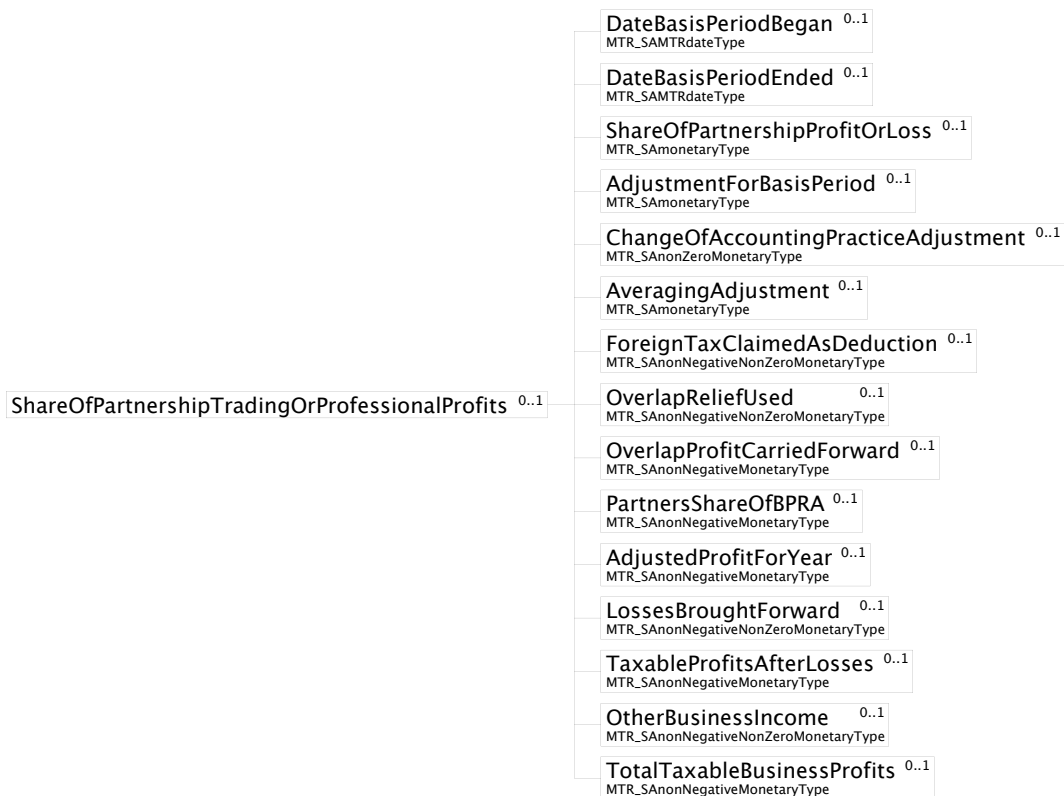 DateBasisPeriodBegan 0..1
MTR_SAMTRdateType
DateBasisPeriodEnded 0..1
MTR_SAMTRdateType
ShareOfPartnershipProfitOrLoss 0..1
MTR_SAmonetaryType
AdjustmentForBasisPeriod 0..1
MTR_SAmonetaryType
ChangeOfAccountingPracticeAdjustment 0..1
MTR_SAnonZeroMonetaryType
AveragingAdjustment 0..1
MTR_SAmonetaryType
ForeignTaxClaimedAsDeduction 0..1
MTR_SAnonNegativeNonZeroMonetaryType
ShareOfPartnershipTradingOrProfessionalProfits 0..1
OverlapReliefUsed 0..1
MTR_SAnonNegativeNonZeroMonetaryType
OverlapProfitCarriedForward 0..1
MTR_SAnonNegativeMonetaryType
PartnersShareOfBPRA 0..1
MTR_SAnonNegativeMonetaryType
AdjustedProfitForYear 0..1
MTR_SAnonNegativeMonetaryType
LossesBroughtForward 0..1
MTR_SAnonNegativeNonZeroMonetaryType
TaxableProfitsAfterLosses 0..1
MTR_SAnonNegativeMonetaryType
OtherBusinessIncome 0..1
MTR_SAnonNegativeNonZeroMonetaryType
TotalTaxableBusinessProfits 0..1
MTR_SAnonNegativeMonetaryType